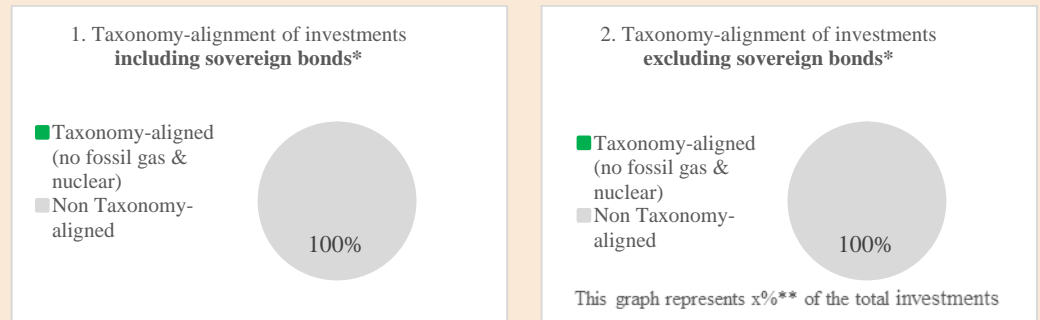 1. Taxonomy-alignment of investments
including sovereign bonds*
Taxonomy-aligned
(no fossil gas &
nuclear)
Non Taxonomy-
aligned
100%
2. Taxonomy-alignment of investments
excluding sovereign bonds*
Taxonomy-aligned
(no fossil gas &
nuclear)
Non Taxonomy-
aligned
100%
This graph represents x%** of the total investments